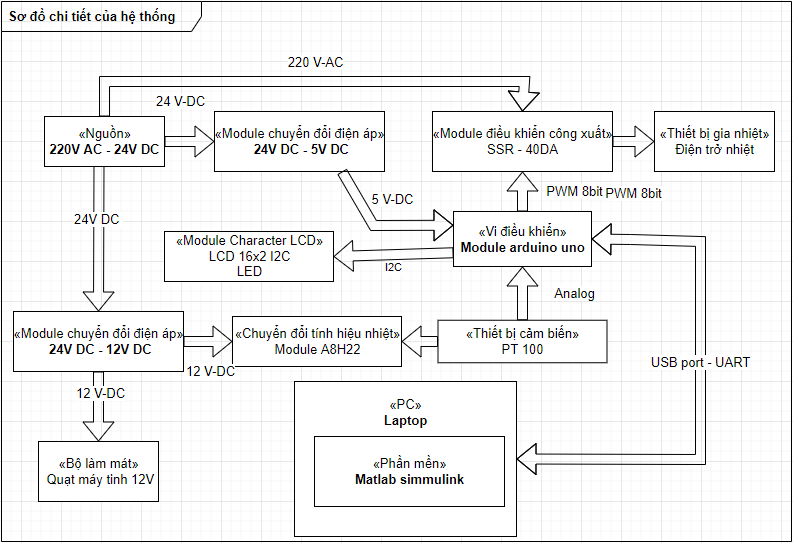 Sơ đồ chi tiết của hệ thống
220 V-AC
24 V-DC
«Nguồn»
220V AC - 24V DC
«Module chuyển đổi điện áp»
24V DC - 5V DC
«Module điều khiển công xuất»
SSR - 40DA
«Thiết bị gia nhiệt»
Điện trở nhiệt
5 V-DC
PWM 8bit
PWM 8bit
24V DC
«Module Character LCD»
LCD 16x2 I2C
LED
I2C
«Vi điều khiển»
Module arduino uno
Analog
«Module chuyển đổi điện áp»
24V DC - 12V DC
12 V-DC
«Chuyển đổi tính hiệu nhiệt»
Module A8H22
«Thiết bị cảm biến»
PT 100
USB port - UART
12 V-DC
«Bộ làm mát»
Quạt máy tính 12V
«PC»
Laptop
«Phần mền»
Matlab simmulink